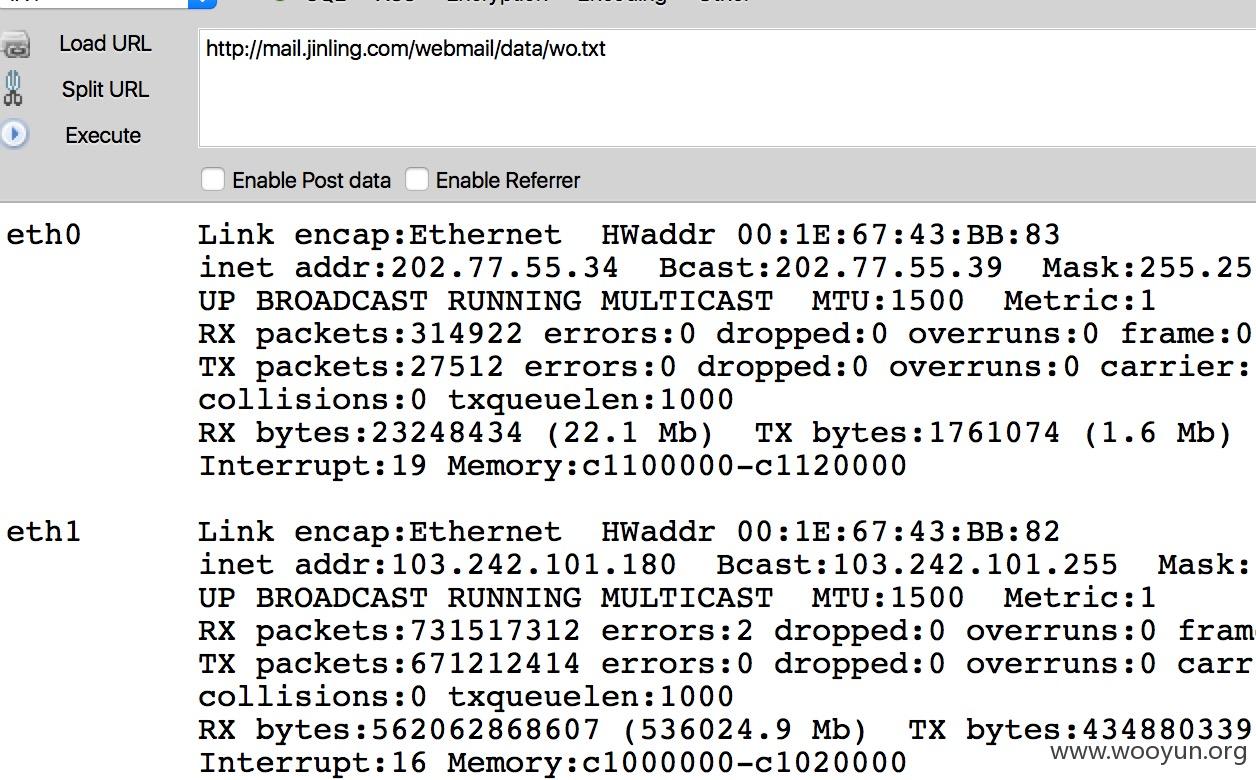 Load URL
http://mail.jinling.com/webmail/data/wo.txt
Split URL
Execute
Enable Post data Enable Referrer
eth0 Link encap:Ethernet HWaddr 00:1E:67:43:BB:83
inet addr:202.77.55.34 Bcast:202.77.55.39 Mask:255.25
UP BROADCAST RUNNING MULTICAST MTU:1500 Metric:1
RX packets:314922 errors:0 dropped:0 overruns:0 frame:0
TX packets:27512 errors:0 dropped:0 overruns:0 carrier:
collisions:0 txqueuelen:1000
RX bytes:23248434 (22.1 Mb) TX bytes:1761074 (1.6 Mb)
Interrupt:19 Memory:c1100000-c1120000
eth1 Link encap:Ethernet HWaddr 00:1E:67:43:BB:82
inet addr:103.242.101.180 Bcast:103.242.101.255 Mask:
UP BROADCAST RUNNING MULTICAST MTU:1500 Metric:1
RX packets:731517312 errors:2 dropped:0 overruns:0 fram
TX packets:671212414 errors:0 dropped:0 overruns:0 carr
collisions:0 txqueuelen:1000
RX bytes:562062868607 (536024.9 Mb) TX bytes:434880339
Interrupt:16 Memory:c1000000-c1020000
www.wooyun.org